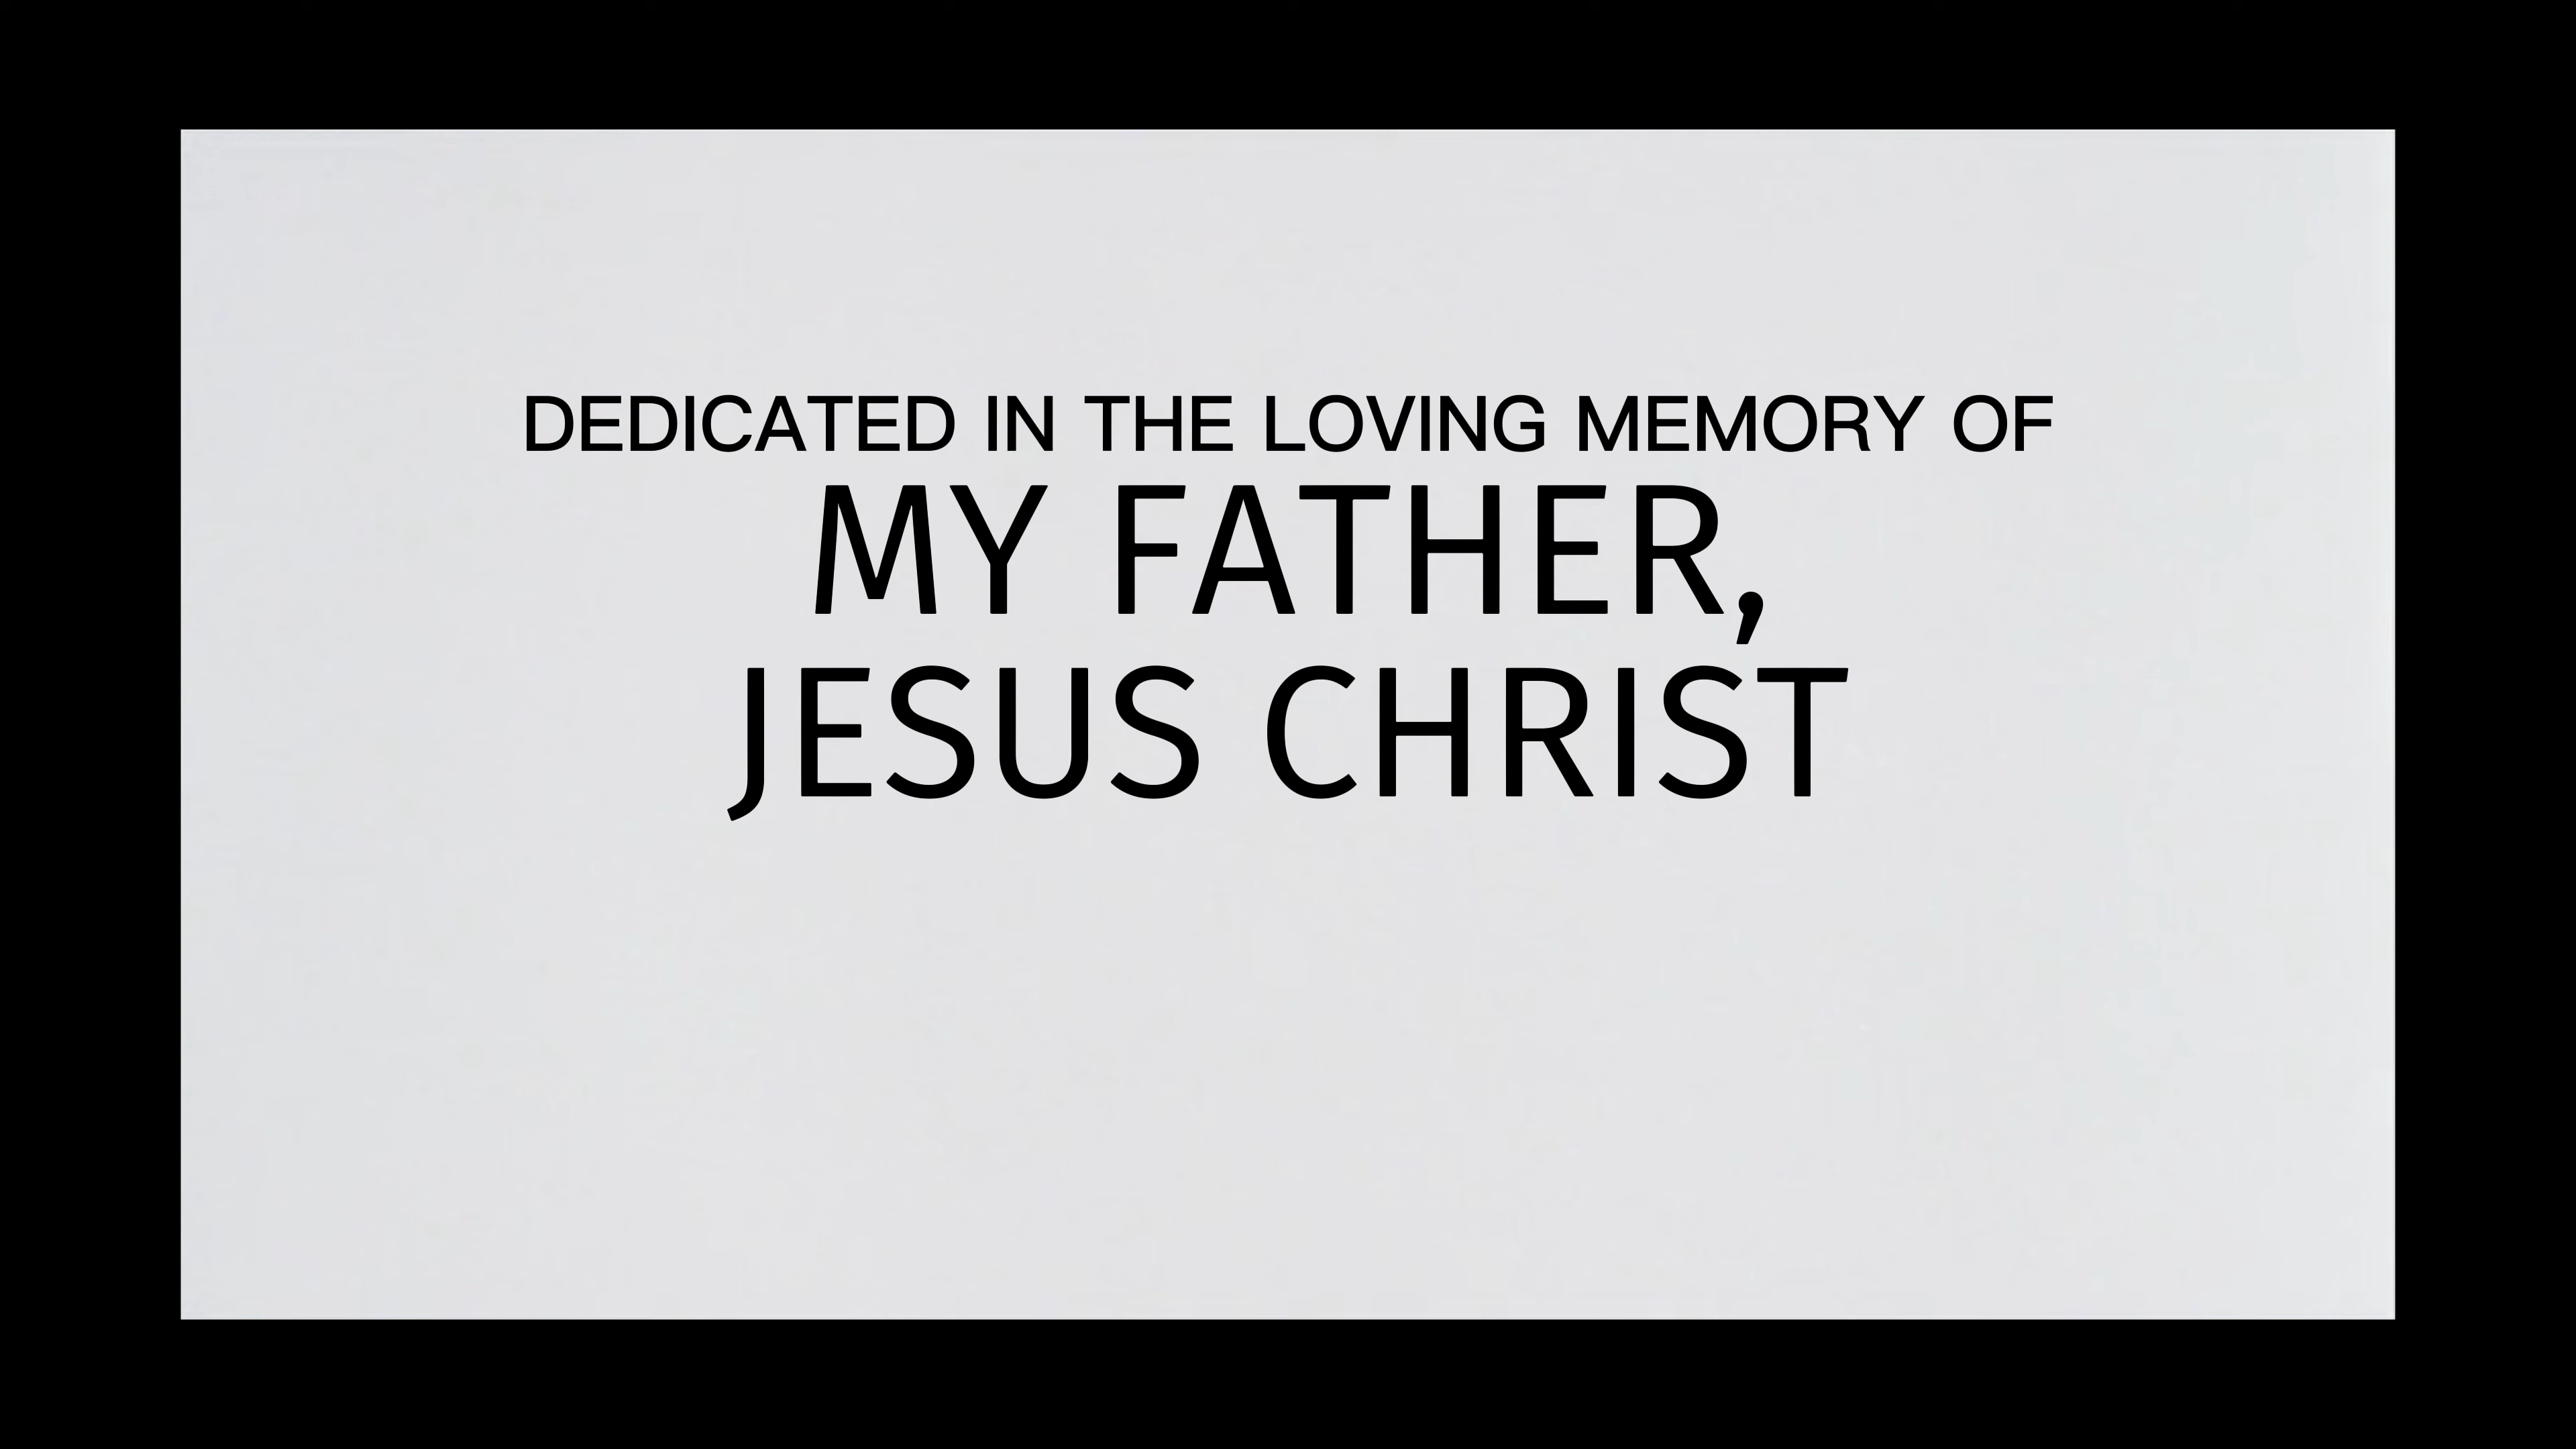 DEDICATED IN THE LOVING MEMORY OF
MY FATHER,
JESUS CHRIST